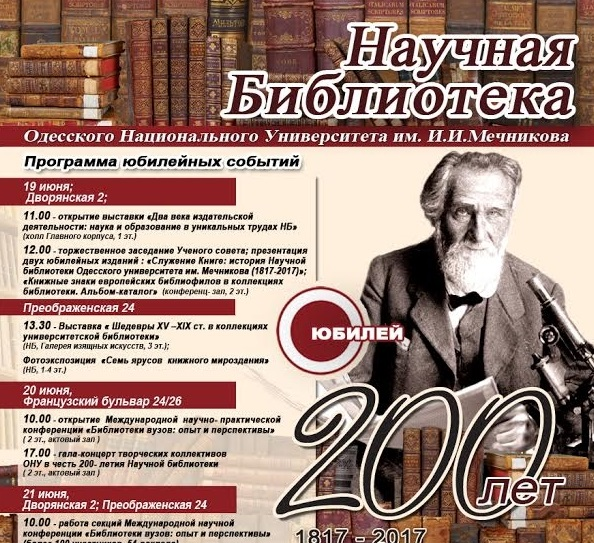 Научная
Библиотека
Одесского Национального Университета им. И.И.Мечникова
Программа юбилейных событий
19 июня;
Дворянская 2;
11.00 - открытие выставки «Два века издательской
деятельности: наука и образование в уникальных трудах НБ»
(холл Главного корпуса, 1 эт.)
12.00 - торжественное заседание Ученого совета; презентация
двух юбилейных изданий : «Служение Книге: история Научной
библиотеки Одесского университета им. Мечникова (1817-2017)»;
«Книжные знаки европейских библиофилов в коллекциях
библиотеки. Альбом-каталог» (конференц- зал, 2 эт.)
Преображенская 24
13.30 - Выставка « Шедевры XV –XIX ст. в коллекциях
университетской библиотеки»
(НБ, Галерея изящных искусств, 3 эт.);
Фотоэкспозиция «Семь ярусов книжного мироздания»
(НБ, 1-4 эт.)
ЮБИЛЕЙ
20 июня,
Французский бульвар 24/26
10.00 - открытие Международной научно- практической
конференции «Библиотеки вузов: опыт и перспективы»
( 2 эт., актовый зал )
17.00 - гала-концерт творческих коллективов
ОНУ в честь 200- летия Научной библиотеки
( 2 эт., актовый зал )
200 лет
1817 - 2017
21 июня,
Дворянская 2; Преображенская 24
10.00 - работа секций Международной научной
конференции «Библиотеки вузов: опыт и перспективы»